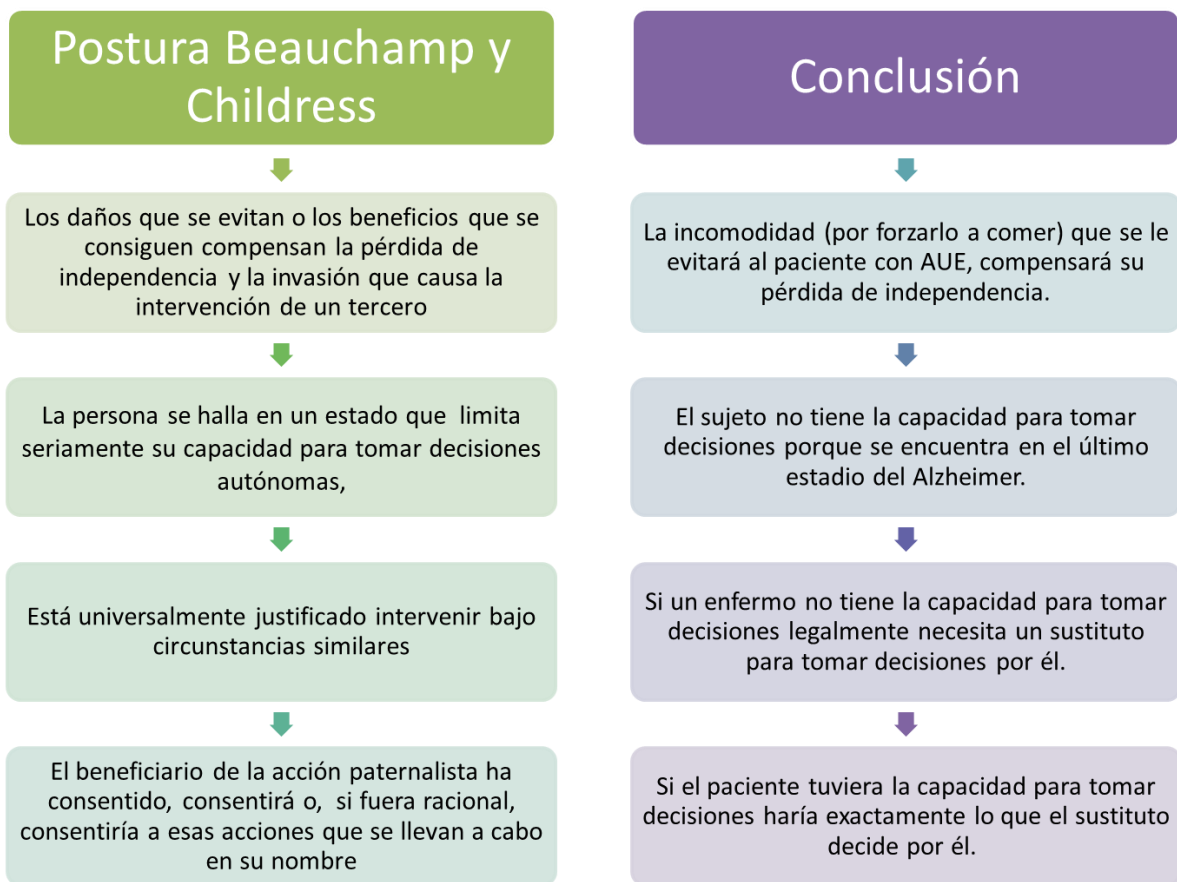 Postura Beauchamp y
Childress
Los daños que se evitan o los beneficios que se
consiguen compensan la pérdida de
independencia y la invasión que causa la
intervención de un tercero
La persona se halla en un estado que limita
seriamente su capacidad para tomar decisiones
autónomas,
Está universalmente justificado intervenir bajo
circunstancias similares
El beneficiario de la acción paternalista ha
consentido, consentirá o, si fuera racional,
consentiría a esas acciones que se llevan a cabo
en su nombre
Conclusión
La incomodidad (por forzarlo a comer) que se le
evitará al paciente con AUE, compensará su
pérdida de independencia.
El sujeto no tiene la capacidad para tomar
decisiones porque se encuentra en el último
estadio del Alzheimer.
Si un enfermo no tiene la capacidad para tomar
decisiones legalmente necesita un sustituto
para tomar decisiones por él.
Si el paciente tuviera la capacidad para tomar
decisiones haría exactamente lo que el sustituto
decide por él.